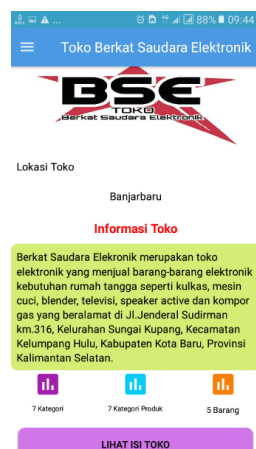 88% 09:44
Toko Berkat Saudara Elektronik
BSE
TOKO
Berkat Saudara Elektronik
Lokasi Toko
Banjarbaru
Informasi Toko
Berkat Saudara Elekronik merupakan toko
elektronik yang menjual barang-barang elektronik
kebutuhan rumah tangga seperti kulkas, mesin
cuci, blender, televisi, speaker active dan kompor
gas yang beralamat di Jl.Jenderal Sudirman
km.316, Kelurahan Sungai Kupang, Kecamatan
Kelumpang Hulu, Kabupaten Kota Baru, Provinsi
Kalimantan Selatan.
7 Kategori 7 Kategori Produk 5 Barang
LIHAT ISI TOKO